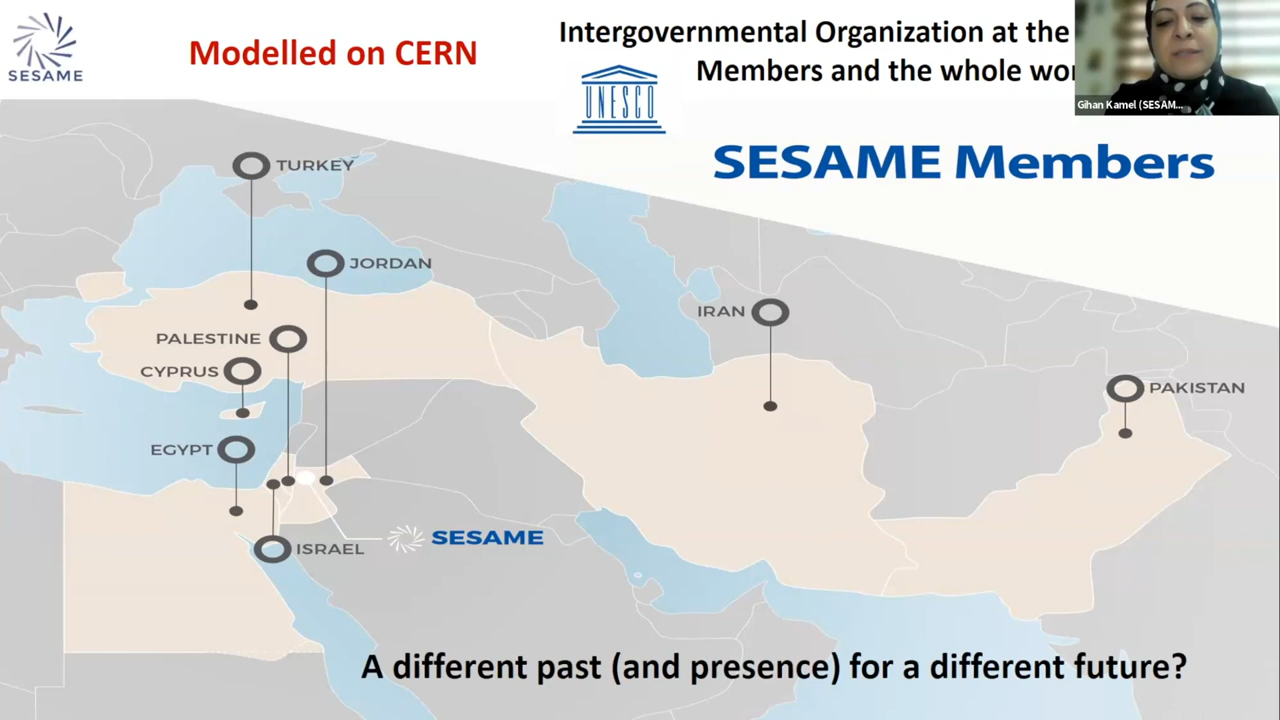 SESAME
Modelled on CERN
Intergovernmental Organization at the
Members and the whole
UNESCO
Gihan Kamel (SESAM...
SESAME Members
TURKEY
JORDAN
IRAN
PALESTINE
CYPRUS
PAKISTAN
EGYPT
SESAME
ISRAEL
A different past (and presence) for a different future?